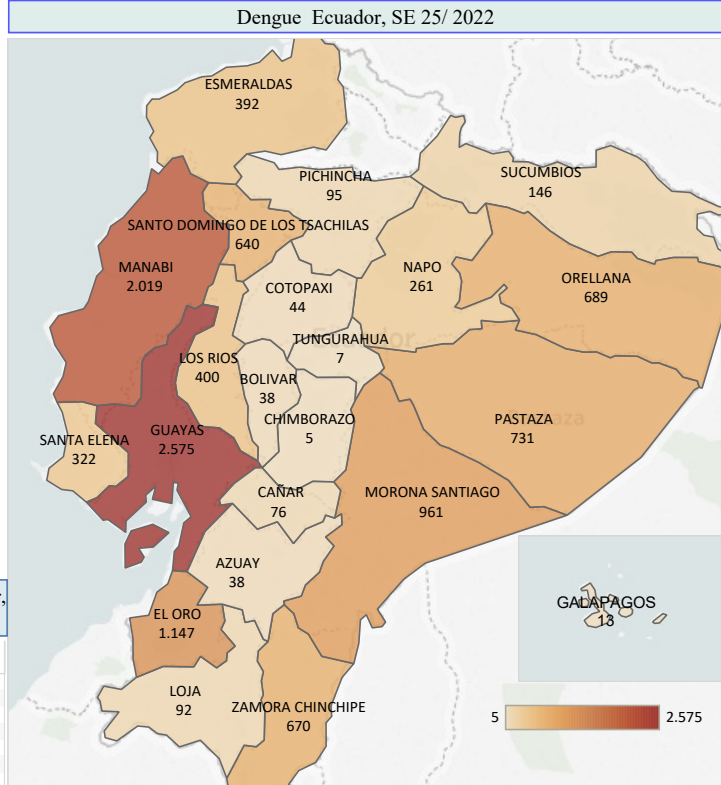 Dengue Ecuador, SE 25/ 2022
ESMERALDAS
392
PICHINCHA
95
SUCUMBIOS
146
SANTO DOMINGO DE LOS TSACHILAS
640
MANABI
2.019
COTOPAXI
44
NAPO
261
ORELLANA
689
TUNGURAHUA
7
LOS RIOS
400
BOLIVAR
38
CHIMBORAZO
5
PASTAZA
731
SANTA ELENA
322
GUAYAS
2.575
CAÑAR
76
MORONA SANTIAGO
961
AZUAY
38
GALAPAGOS
13
EL ORO
1.147
LOJA
92
ZAMORA CHINCHIPE
670
5
2.575